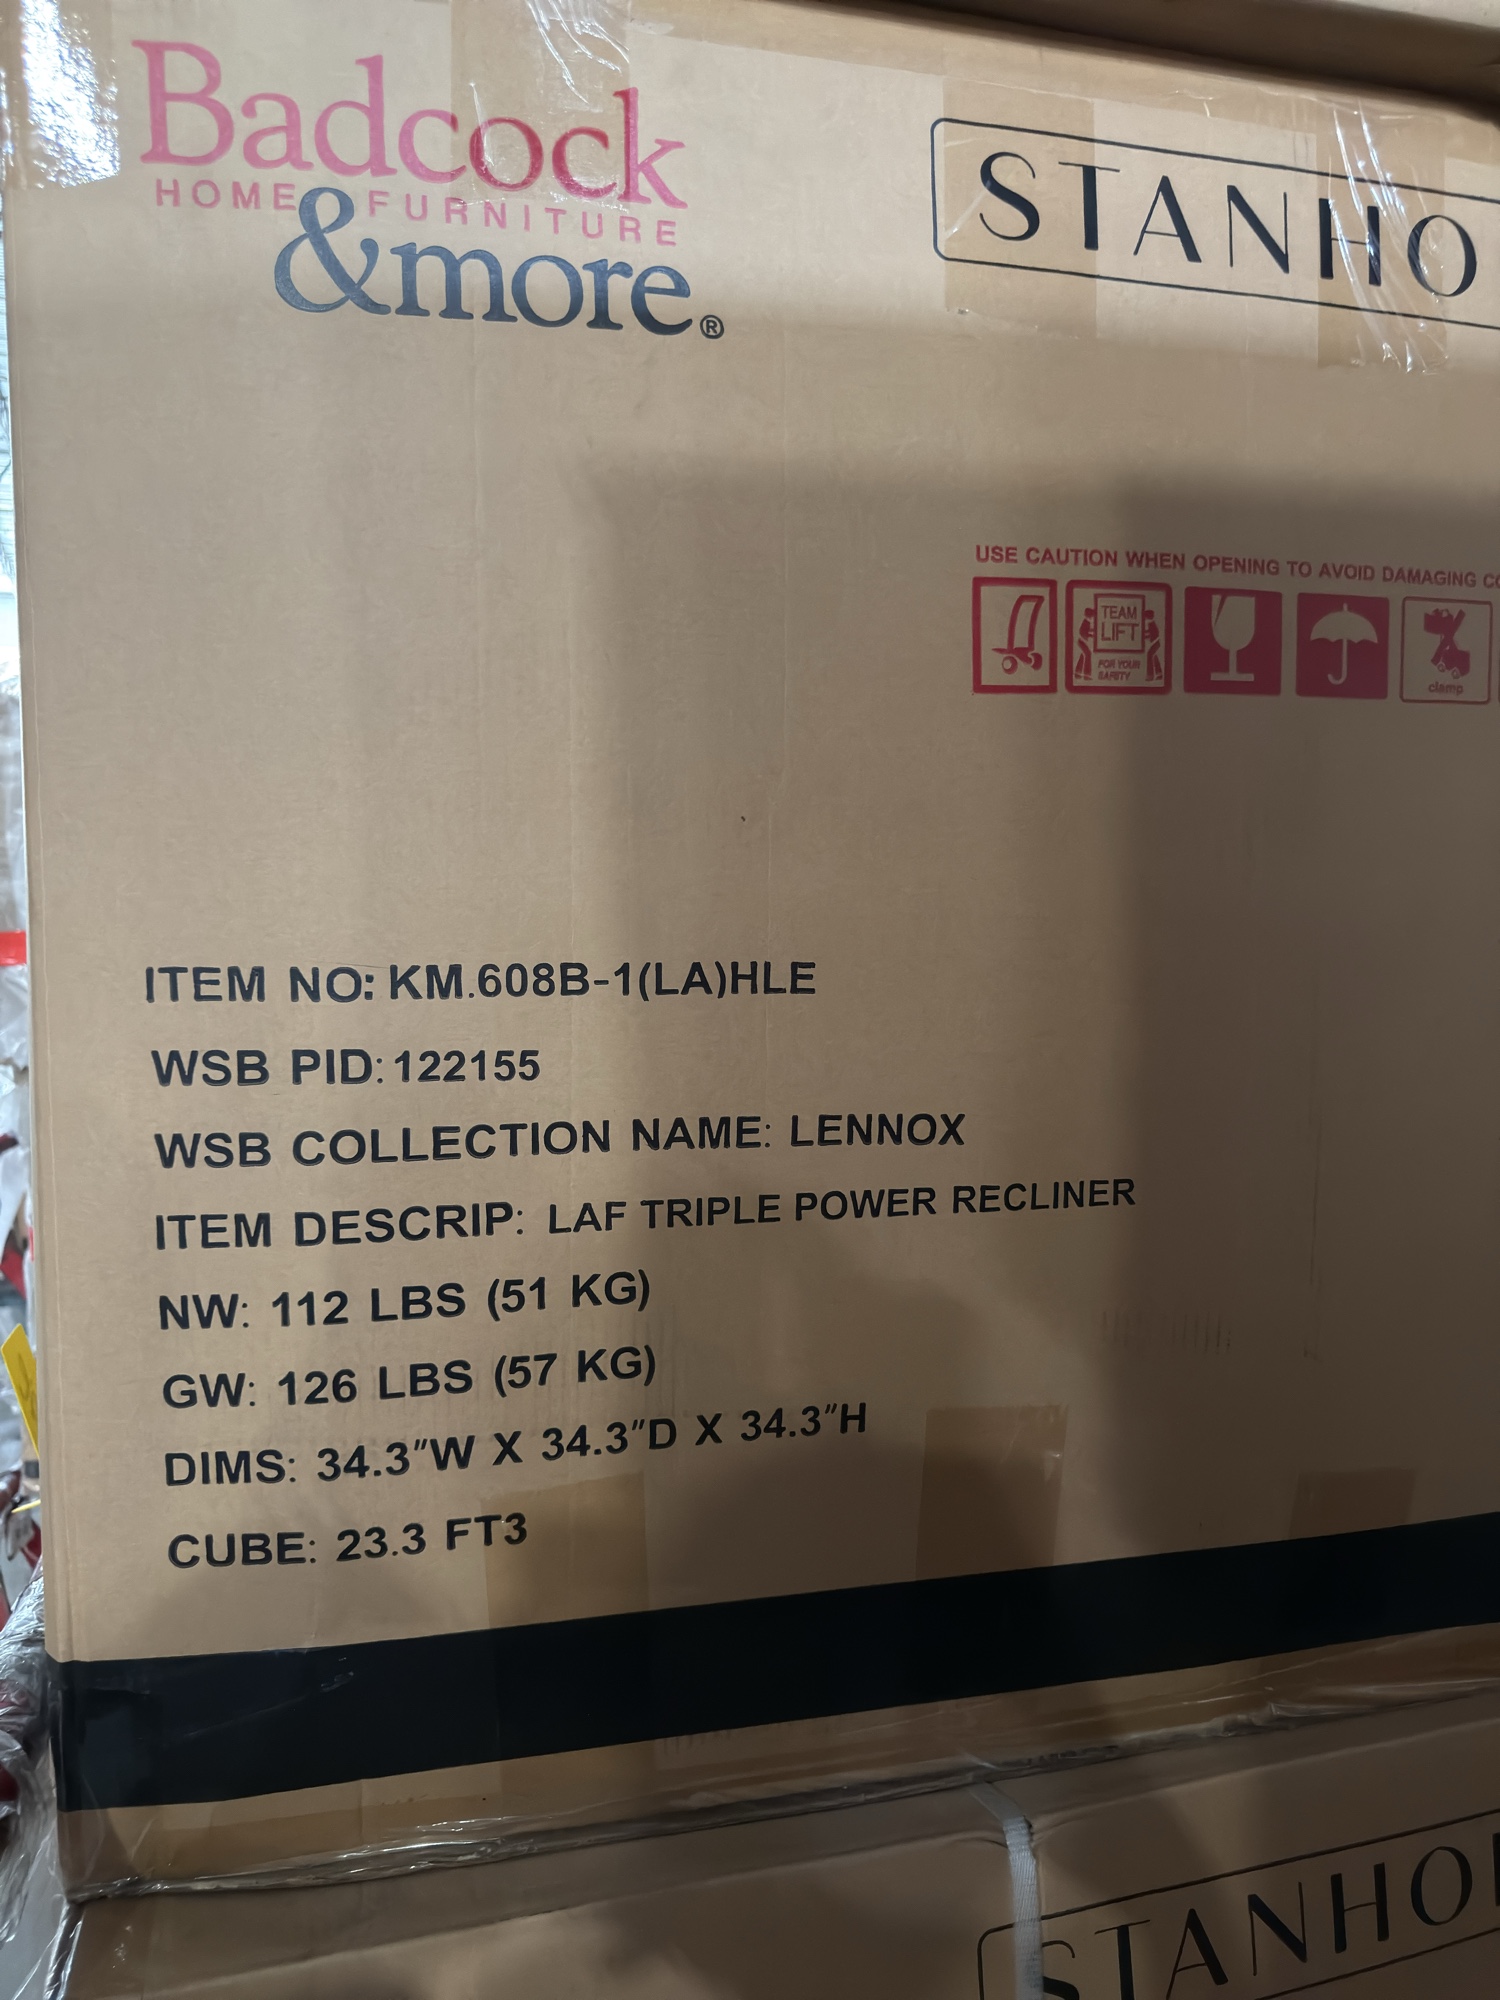 Badcock
HOME FURNITURE
&more®
STANHO
USE CAUTION WHEN OPENING TO AVOID DAMAGING
TEAM
LIFT
FOR YOUR
SAFETY
clamp
ITEM NO: KM.608B-1(LA)HLE
WSB PID: 122155
WSB COLLECTION NAME: LENNOX
ITEM DESCRIP: LAF TRIPLE POWER RECLINER
NW: 112 LBS (51 KG)
GW: 126 LBS (57 KG)
DIMS: 34.3"W X 34.3"D X 34.3"H
CUBE: 23.3 FT3
STANHO